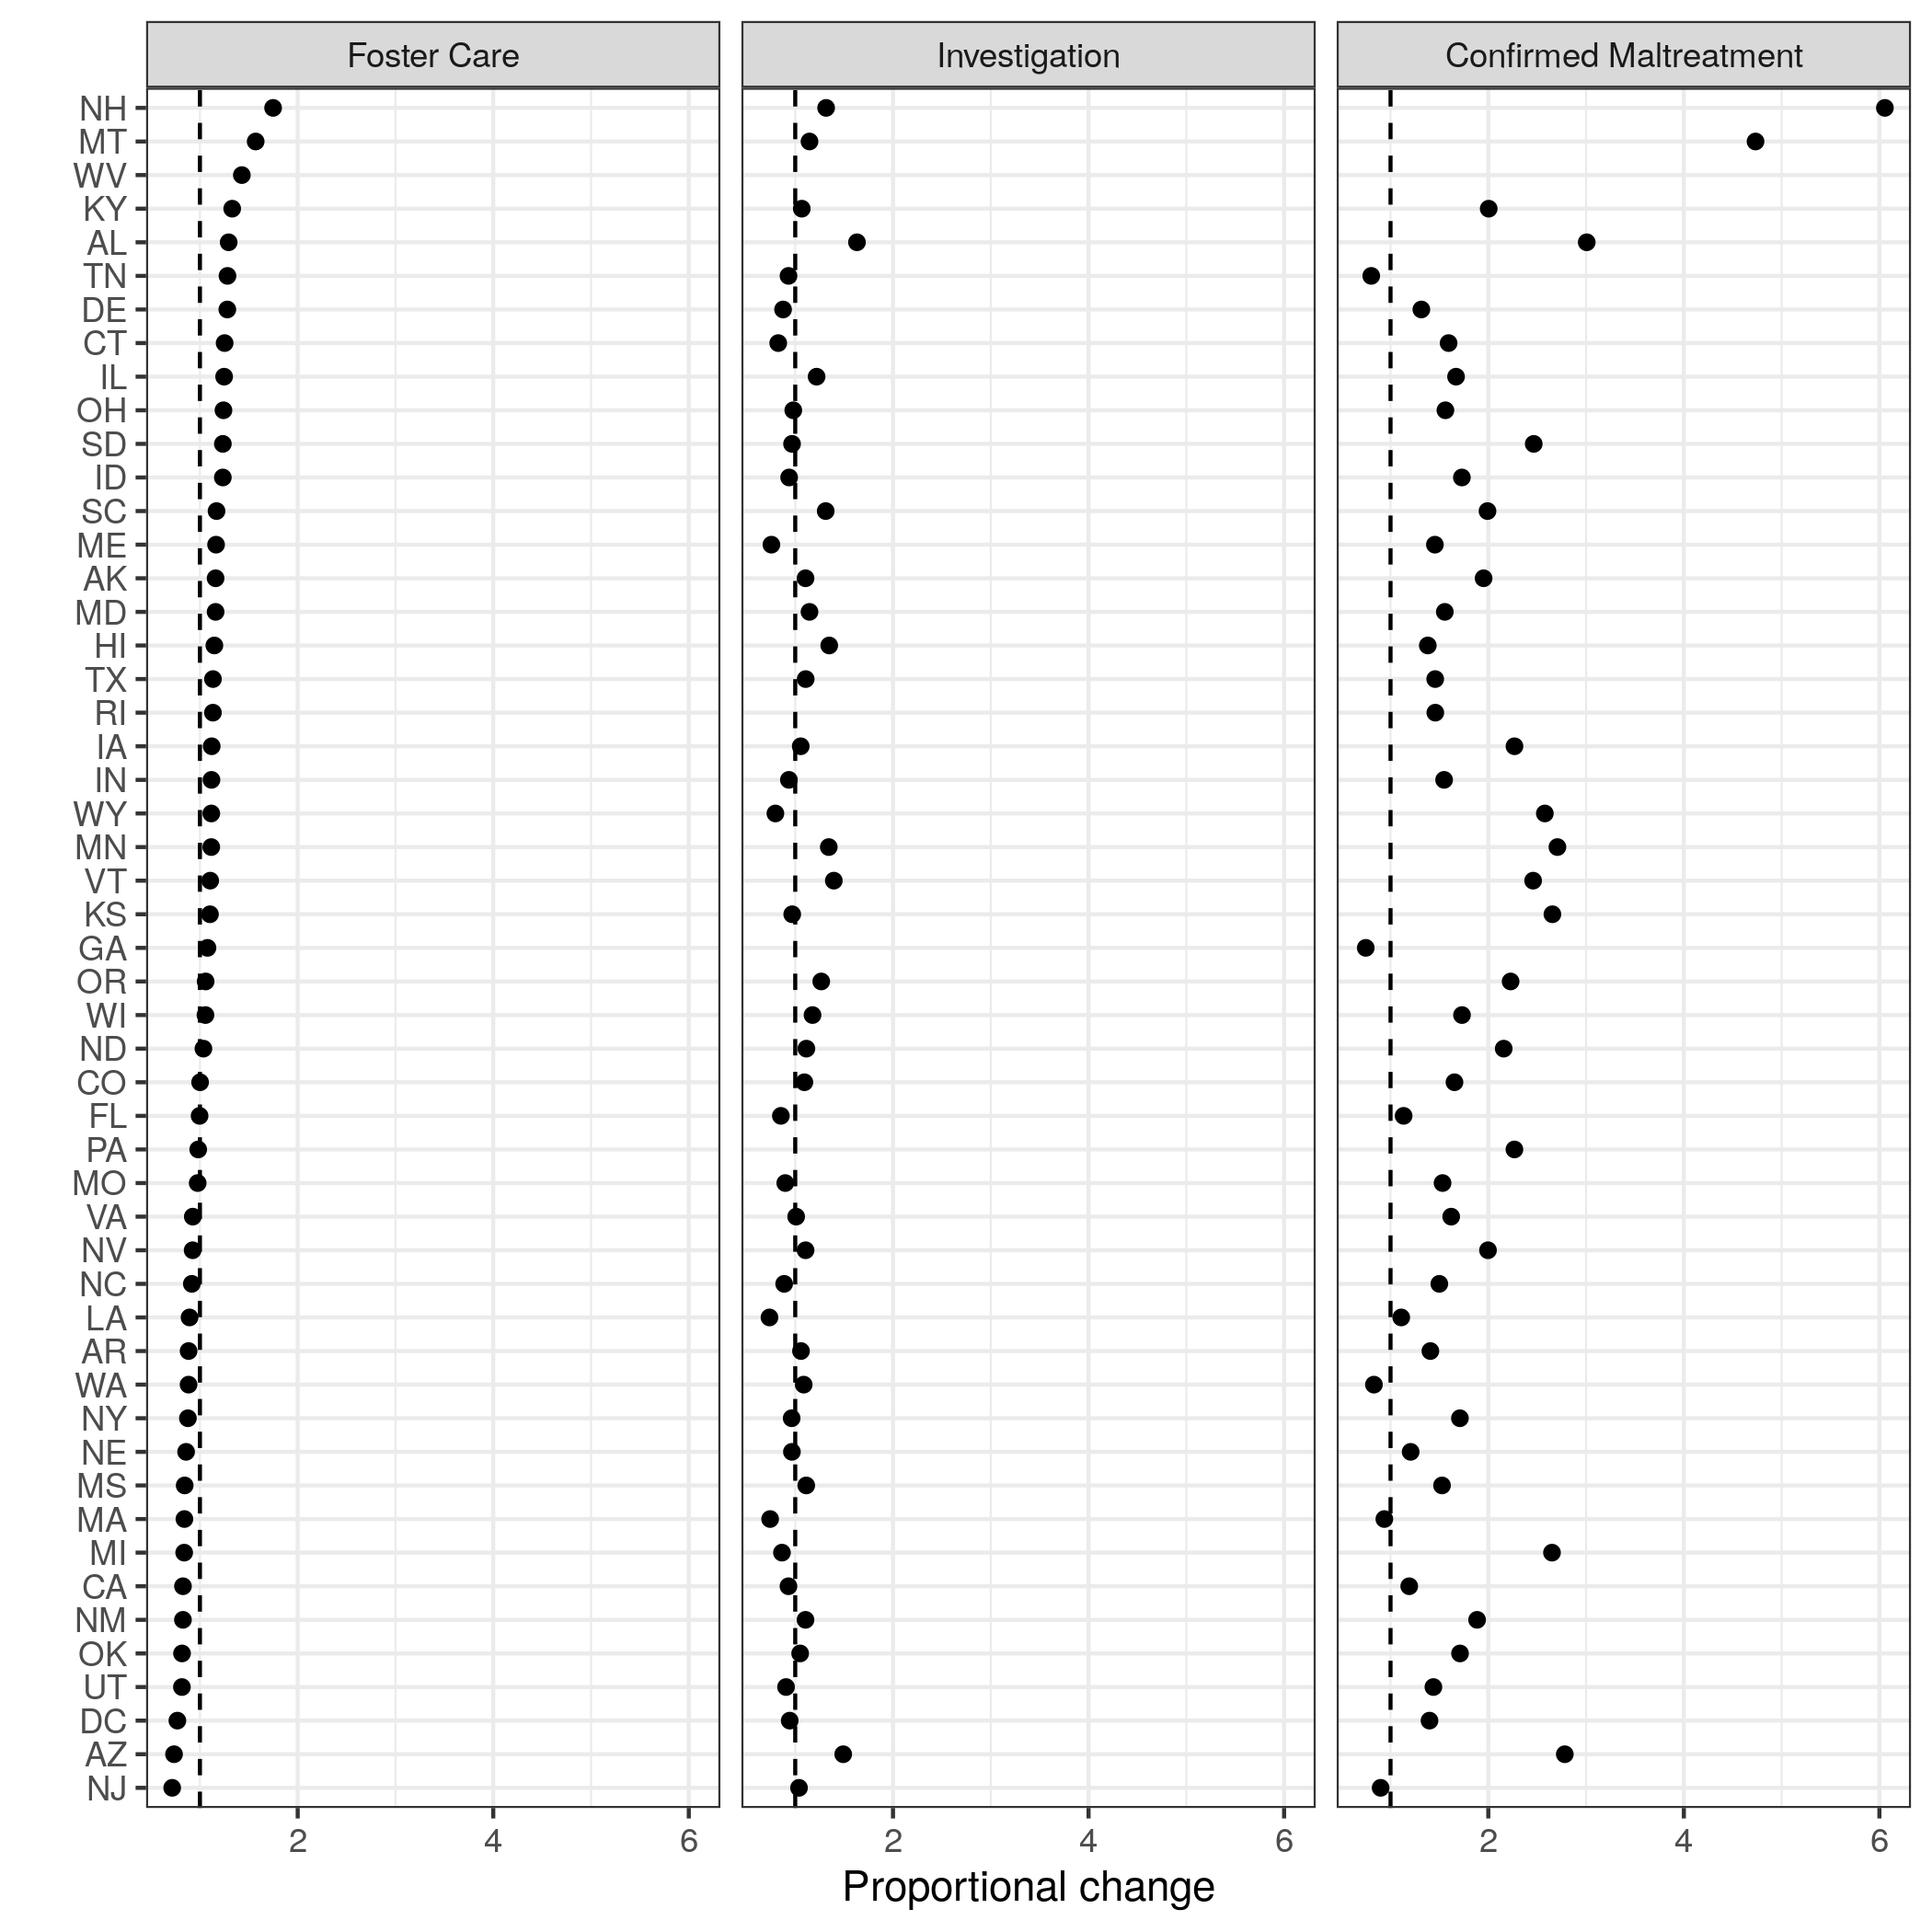 Foster Care
Investigation
Confirmed Maltreatment
NH
MT
WV
KY
AL
TN
DE
CT
IL
OH
SD
ID
SC
ME
AK
MD
HI
TX
RI
IA
IN
WY
MN
VT
KS
GA
OR
WI
ND
CO
FL
PA
MO
VA
NV
NC
LA
AR
WA
NY
NE
MS
MA
MI
CA
NM
OK
UT
DC
AZ
NJ
2 4 6 2 4 6 2 4 6
Proportional change